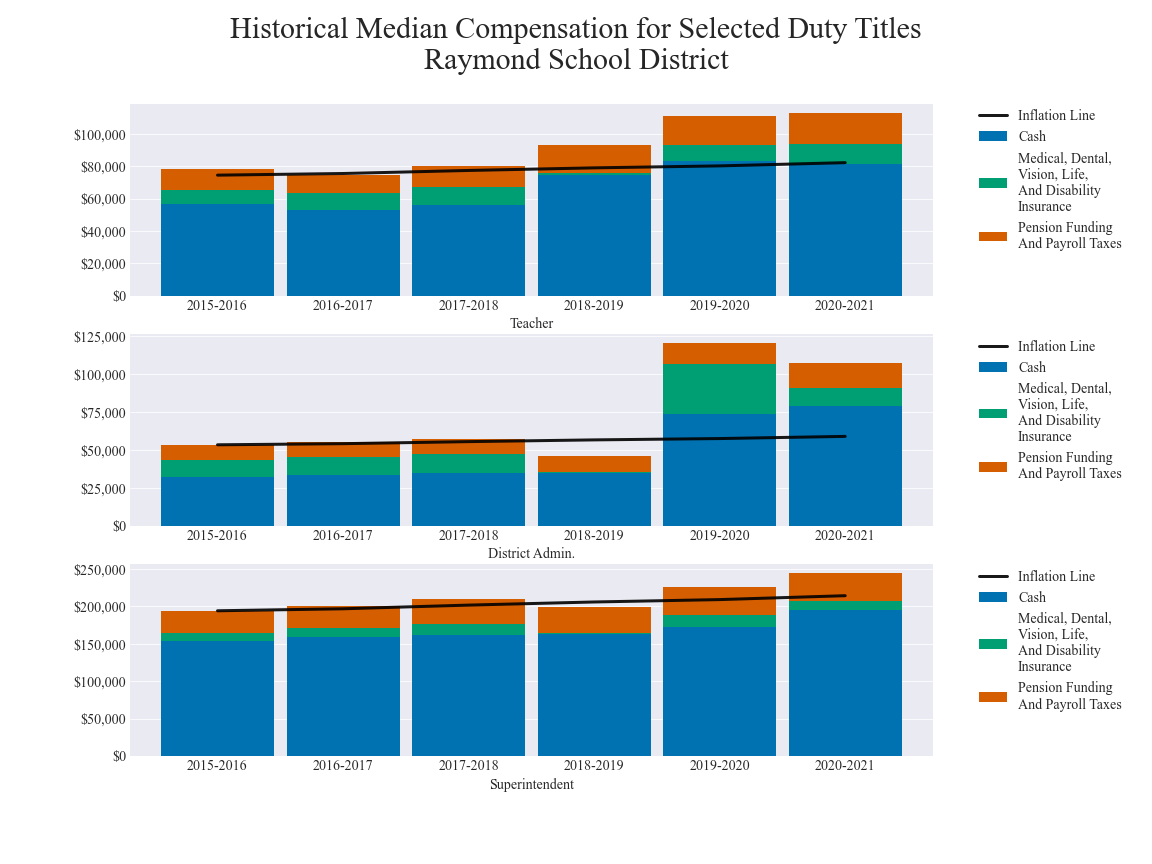 Historical Median Compensation for Selected Duty Titles
Raymond School District
$100,000
$80,000
$60,000
$40,000
$20,000
$0
2015-2016 2016-2017 2017-2018 2018-2019 2019-2020 2020-2021
Teacher
Inflation Line
Cash
Medical, Dental,
Vision, Life,
And Disability
Insurance
Pension Funding
And Payroll Taxes
$125,000
$100,000
$75,000
$50,000
$25,000
$0
2015-2016 2016-2017 2017-2018 2018-2019 2019-2020 2020-2021
District Admin.
Inflation Line
Cash
Medical, Dental,
Vision, Life,
And Disability
Insurance
Pension Funding
And Payroll Taxes
$250,000
$200,000
$150,000
$100,000
$50,000
$0
2015-2016 2016-2017 2017-2018 2018-2019 2019-2020 2020-2021
Superintendent
Inflation Line
Cash
Medical, Dental,
Vision, Life,
And Disability
Insurance
Pension Funding
And Payroll Taxes